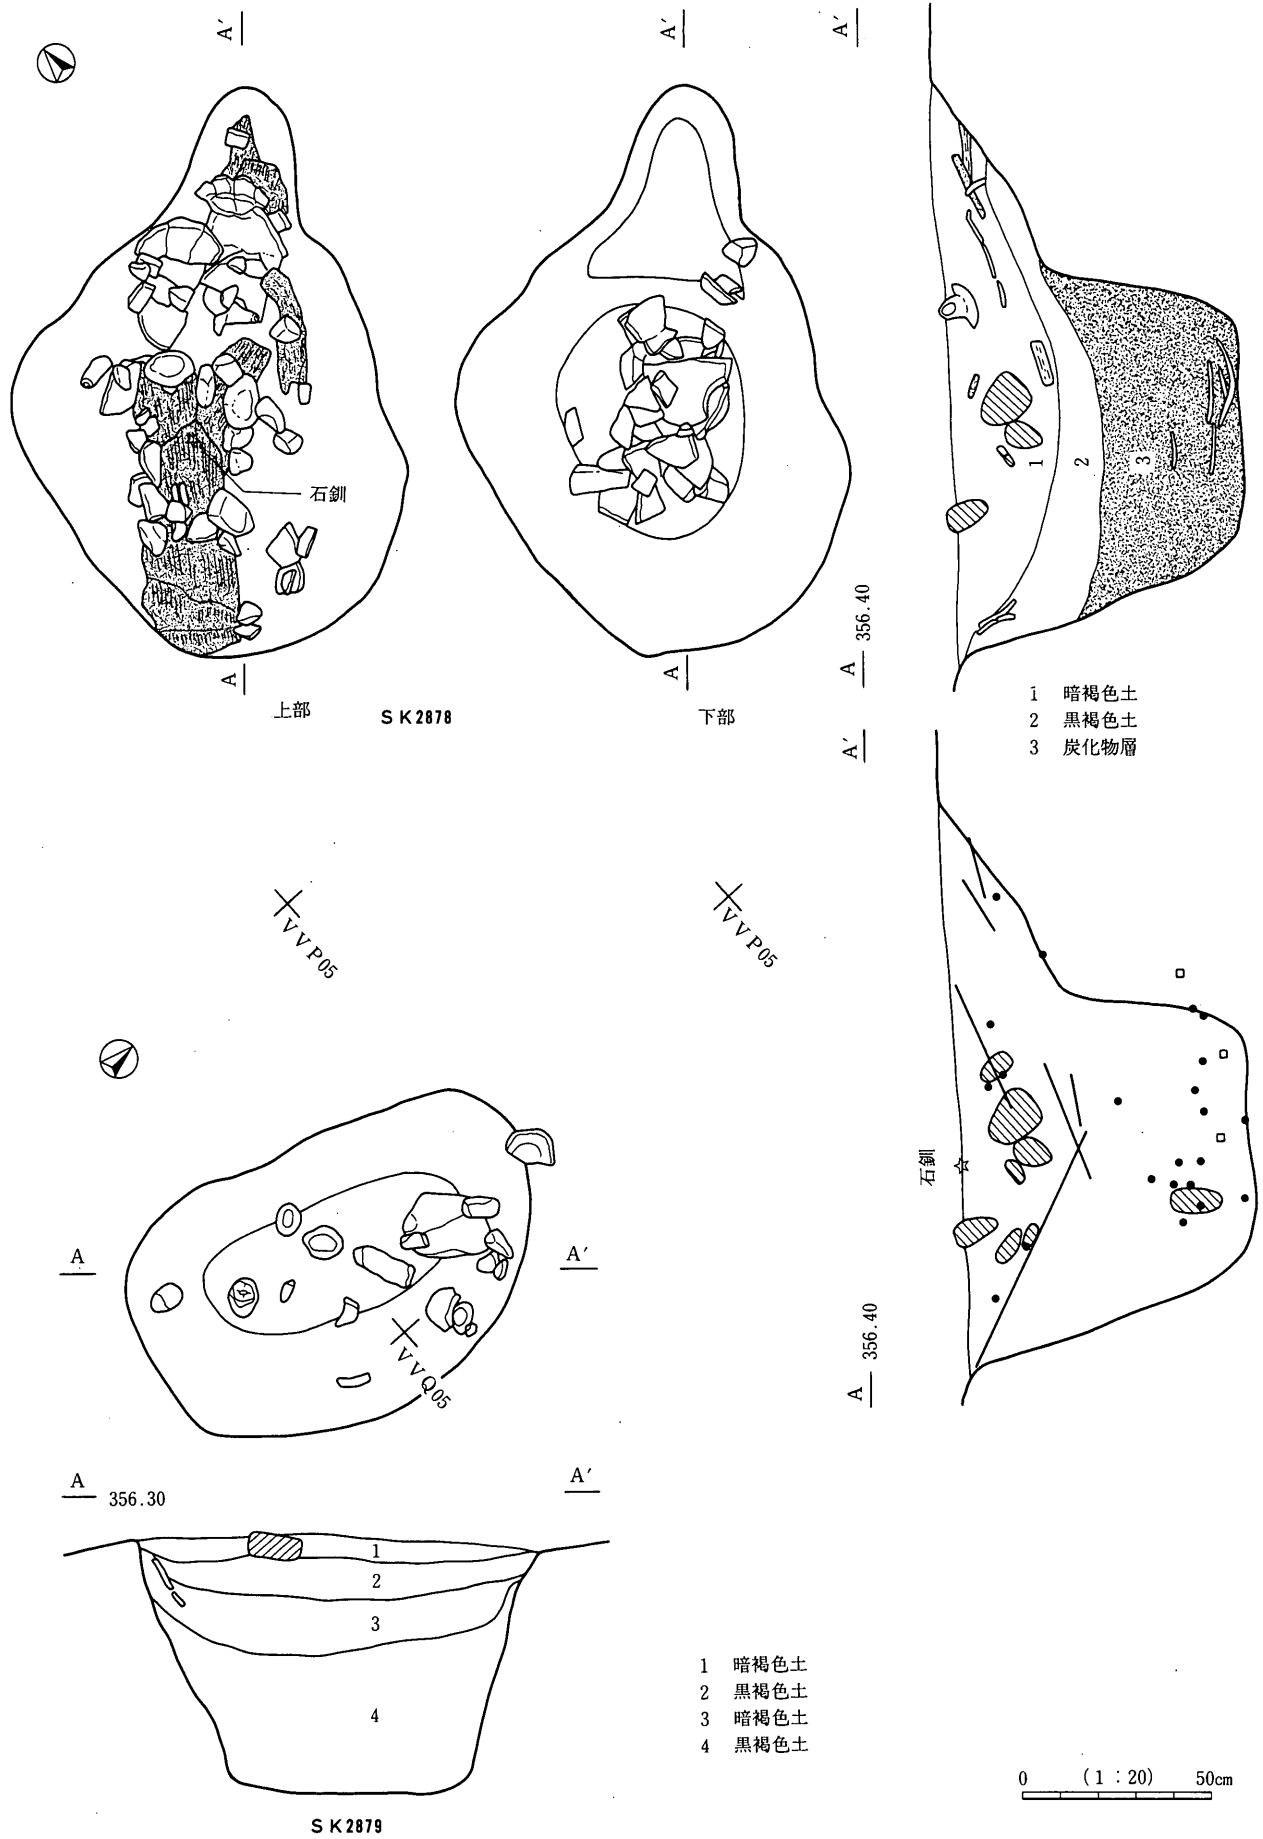 A′
A′
A′
石釧
1
2
3
A
上部
SK2878
A
下部
A 356.40
1 暗褐色土
2 黒褐色土
3 炭化物層
A′
VVP05
VVP05
石釧
A 356.40
A
A′
VVQ05
A 356.30
A′
1
2
3
4
1 暗褐色土
2 黒褐色土
3 暗褐色土
4 黒褐色土
SK2879
0 (1:20) 50cm